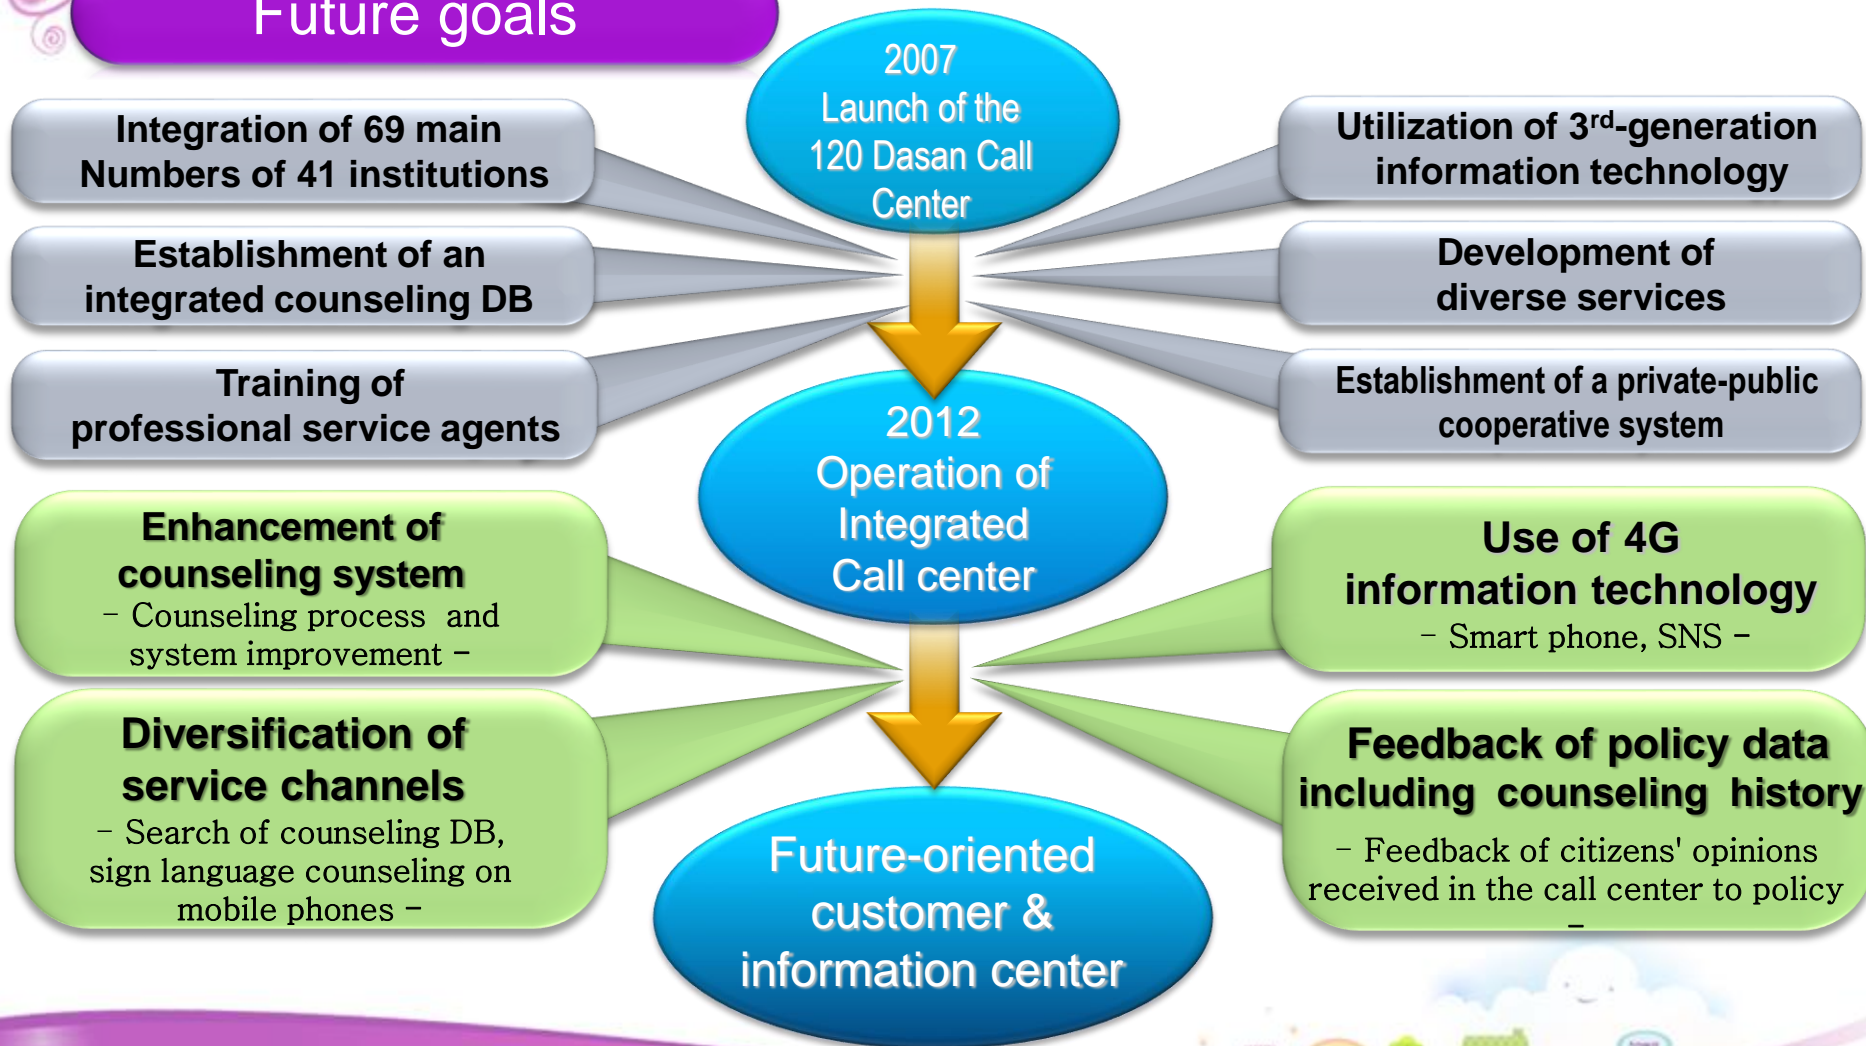 Future goals
2007
Launch of the
120 Dasan Call
Center
Integration of 69 main
Numbers of 41 institutions
Establishment of an
integrated counseling DB
Training of
professional service agents
Utilization of 3rd-generation
information technology
Development of
diverse services
Establishment of a private-public
cooperative system
2012
Operation of
Integrated
Call center
Enhancement of
counseling system
- Counseling process and
system improvement -
Diversification of
service channels
- Search of counseling DB,
sign language counseling on
mobile phones -
Use of 4G
information technology
- Smart phone, SNS -
Feedback of policy data
including counseling history
- Feedback of citizens' opinions
received in the call center to policy
-
Future-oriented
customer &
information center